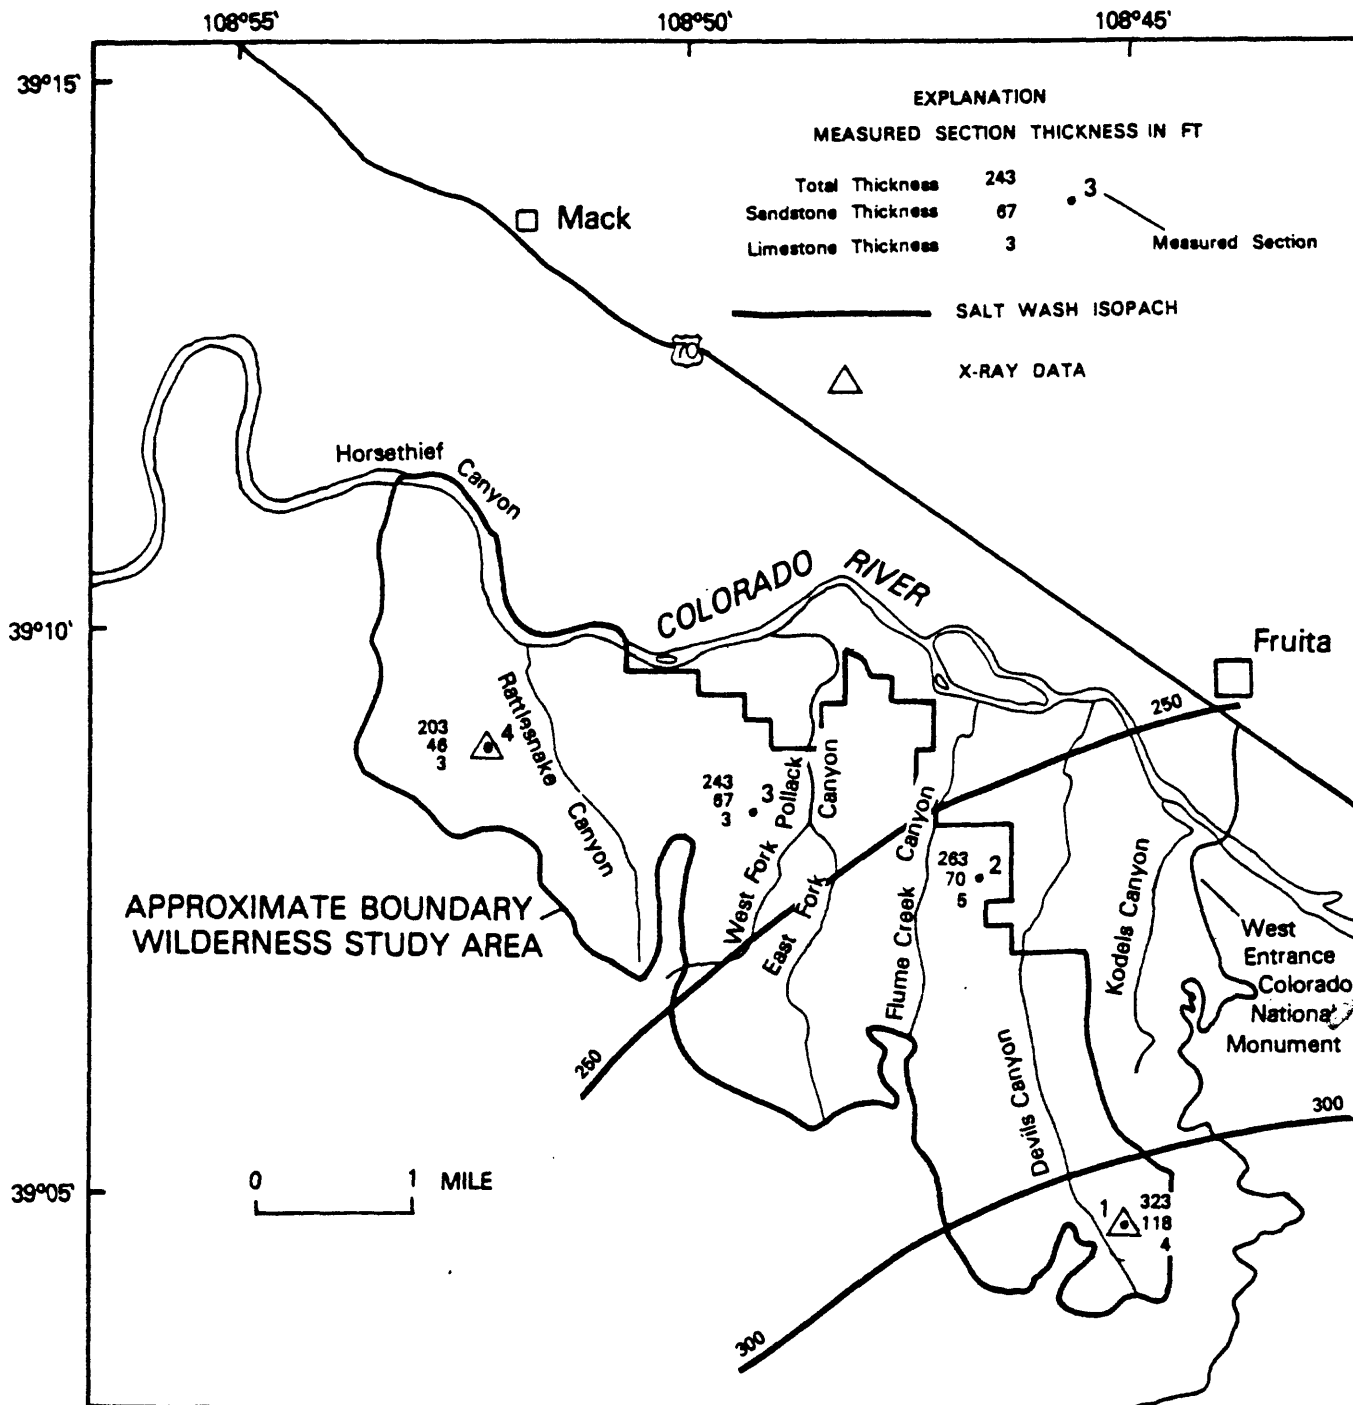 108°55'
108°50'
108°45'
39°15'
EXPLANATION
MEASURED SECTION THICKNESS IN FT
Total Thickness 243
Sandstone Thickness 67
Limestone Thickness 3
3
Measured Section
SALT WASH ISOPACH
X-RAY DATA
Mack
70
Horsethief Canyon
COLORADO RIVER
39°10'
Fruita
250
Rattlesnake Canyon
203
46
3
4
243
67
3
3
West Fork Pollack Canyon
East Fork
Flume Creek Canyon
263
70
5
2
Kodels Canyon
APPROXIMATE BOUNDARY
WILDERNESS STUDY AREA
West
Entrance
Colorado
National
Monument
250
Devils Canyon
300
39°05'
0 1 MILE
1
323
118
4
300